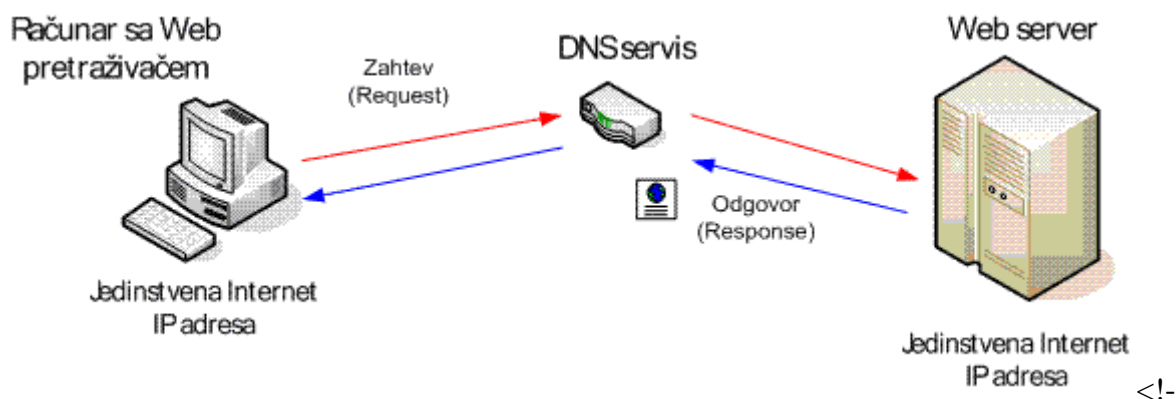 Računar sa Web
pretraživačem
Zahtev
(Request)
DNS servis
Web server
Odgovor
(Response)
Jedinstvena Internet
IP adresa
Jedinstvena Internet
IP adresa
<!-